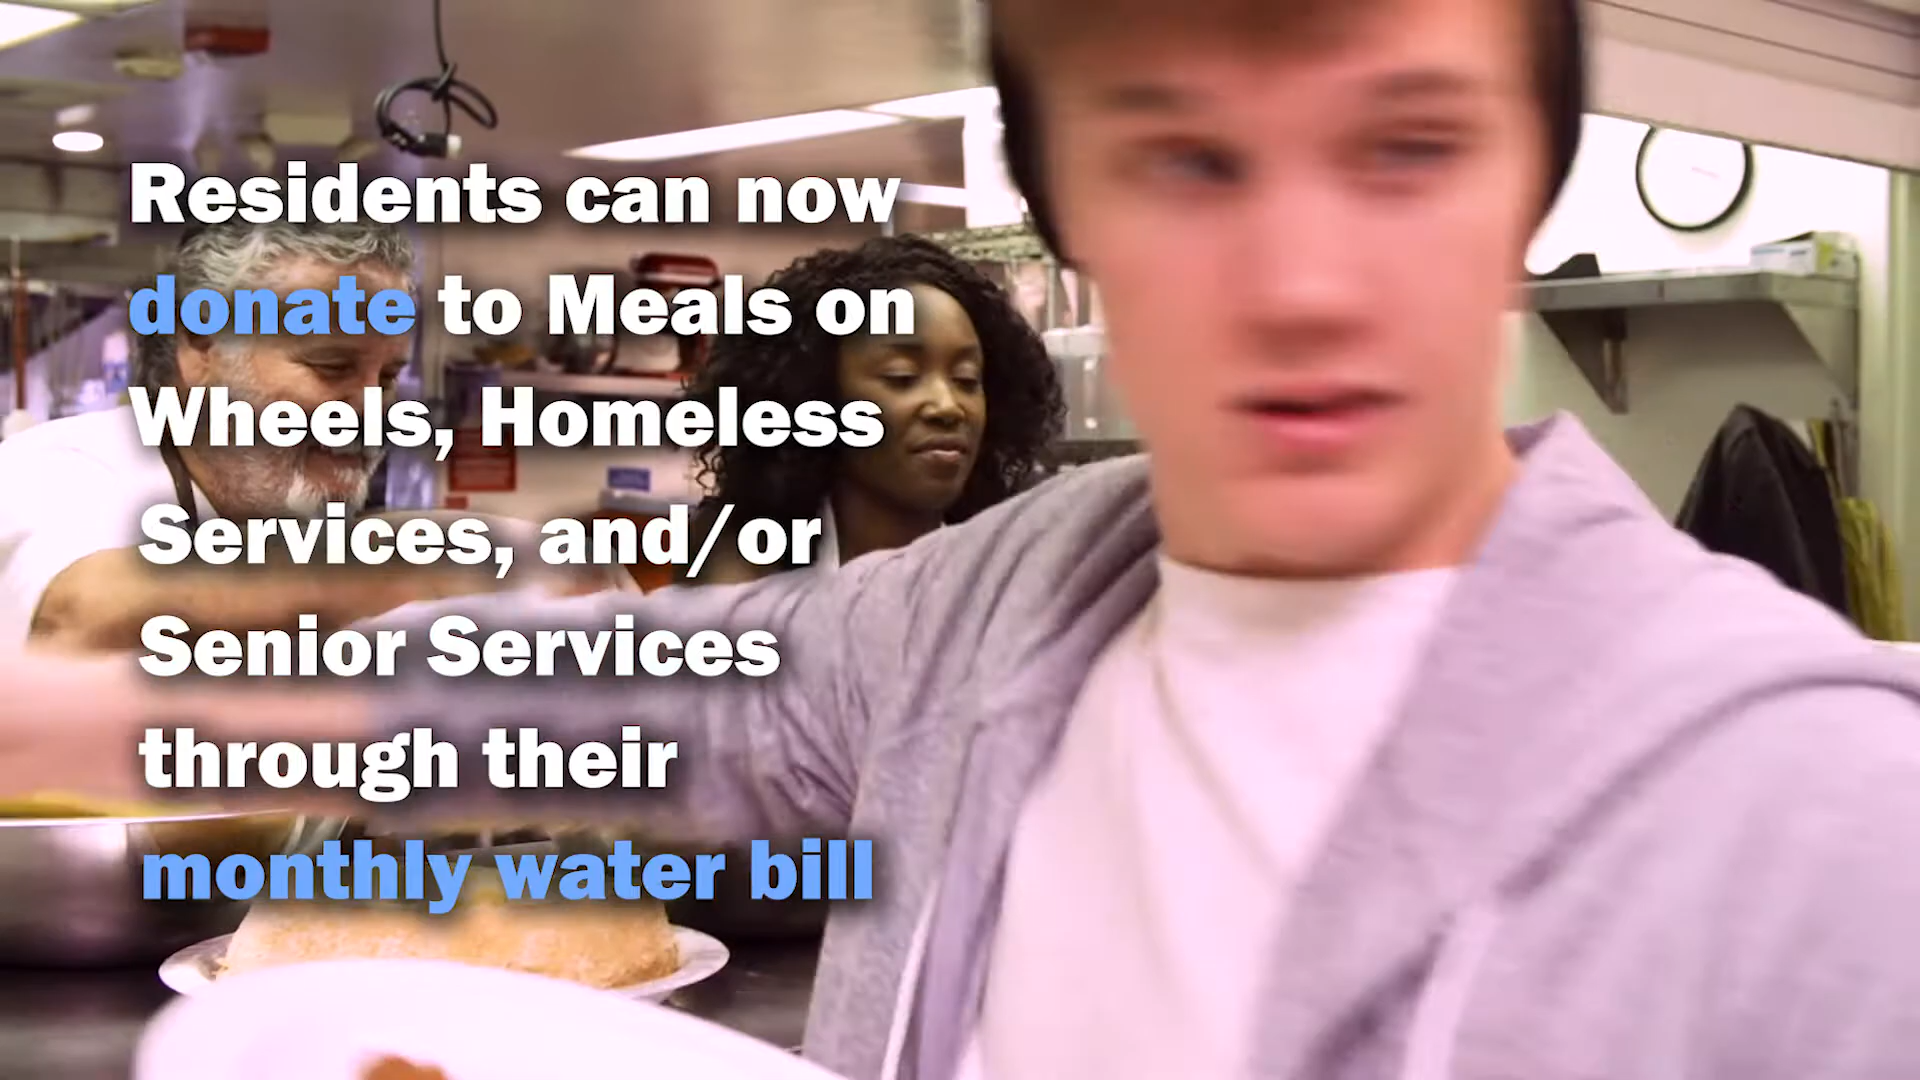 Residents can now
donate to Meals on
Wheels, Homeless
Services, and/or
Senior Services
through their
monthly water bill